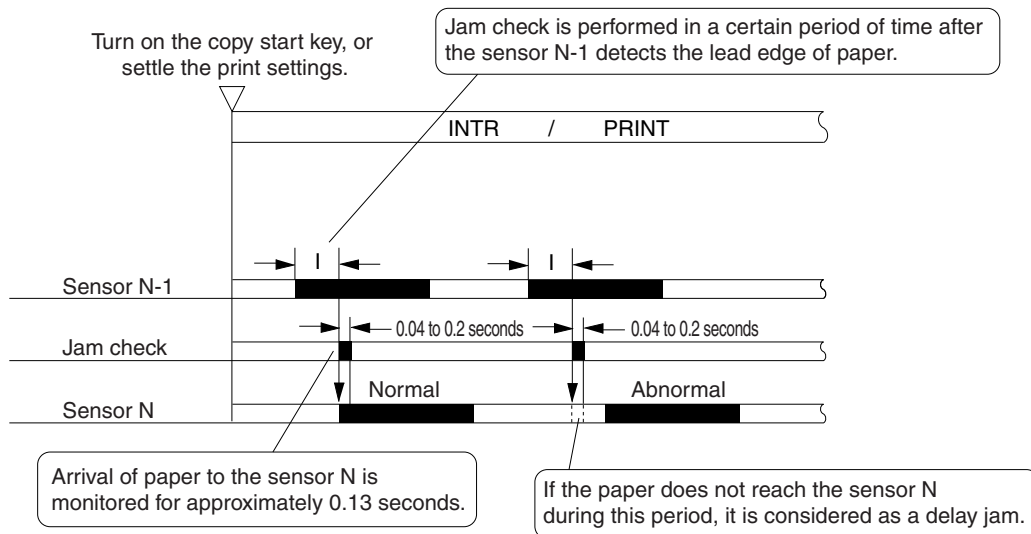 Turn on the copy start key, or
settle the print settings.
Jam check is performed in a certain period of time after
the sensor N-1 detects the lead edge of paper.
INTR / PRINT
I
I
Sensor N-1
0.04 to 0.2 seconds
0.04 to 0.2 seconds
Jam check
Normal
Abnormal
Sensor N
Arrival of paper to the sensor N is
monitored for approximately 0.13 seconds.
If the paper does not reach the sensor N
during this period, it is considered as a delay jam.